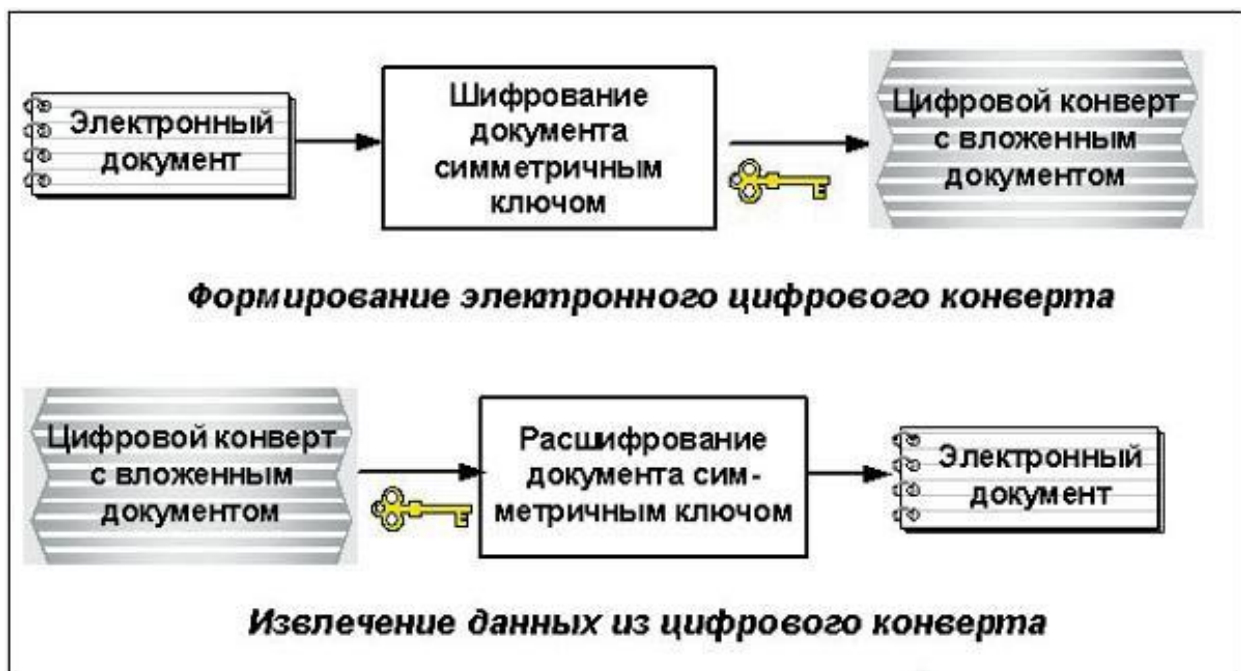 Электронный
документ
Шифрование
документа
симметричным
ключом
Цифровой конверт
с вложенным
документом
Формирование электронного цифрового конверта
Цифровой конверт
с вложенным
документом
Расшифрование
документа сим-
метричным ключом
Электронный
документ
Извлечение данных из цифрового конверта